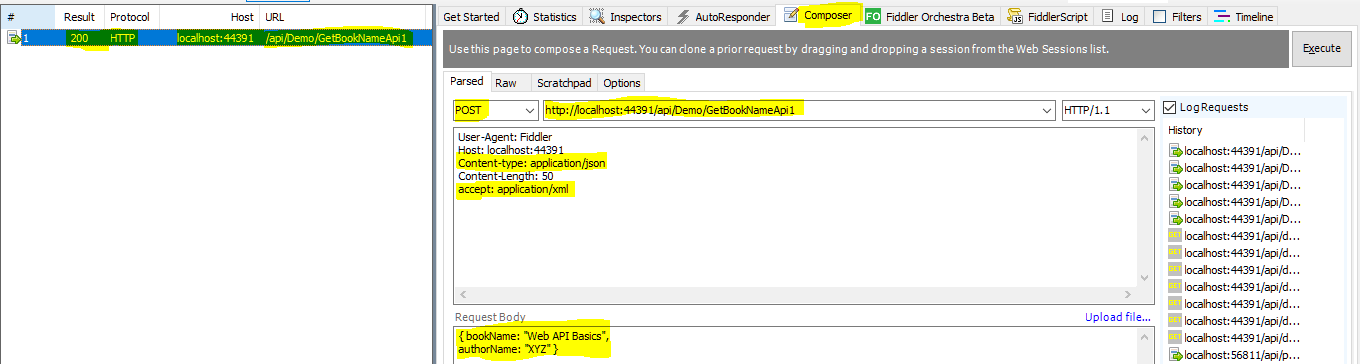 # Result Protocol Host URL
1 200 HTTP localhost:44391 /api/Demo/GetBookNameApi1
Get Started Statistics Inspectors AutoResponder Composer FO Fiddler Orchestra Beta FiddlerScript Log Filters Timeline
Use this page to compose a Request. You can clone a prior request by dragging and dropping a session from the Web Sessions list.
Execute
Parsed Raw Scratchpad Options
POST http://localhost:44391/api/Demo/GetBookNameApi1 HTTP/1.1
User-Agent: Fiddler
Host: localhost:44391
Content-type: application/json
Content-Length: 50
accept: application/xml
Request Body Upload file...
{ bookName: "Web API Basics",
authorName: "XYZ" }
Log Requests
History
localhost:44391/api/D...
localhost:44391/api/D...
localhost:44391/api/D...
localhost:44391/api/D...
localhost:44391/api/D...
localhost:44391/api/d...
localhost:44391/api/d...
localhost:44391/api/d...
localhost:44391/api/d...
localhost:44391/api/d...
localhost:44391/api/d...
localhost:44391/api/d...
localhost:56811/api/p...